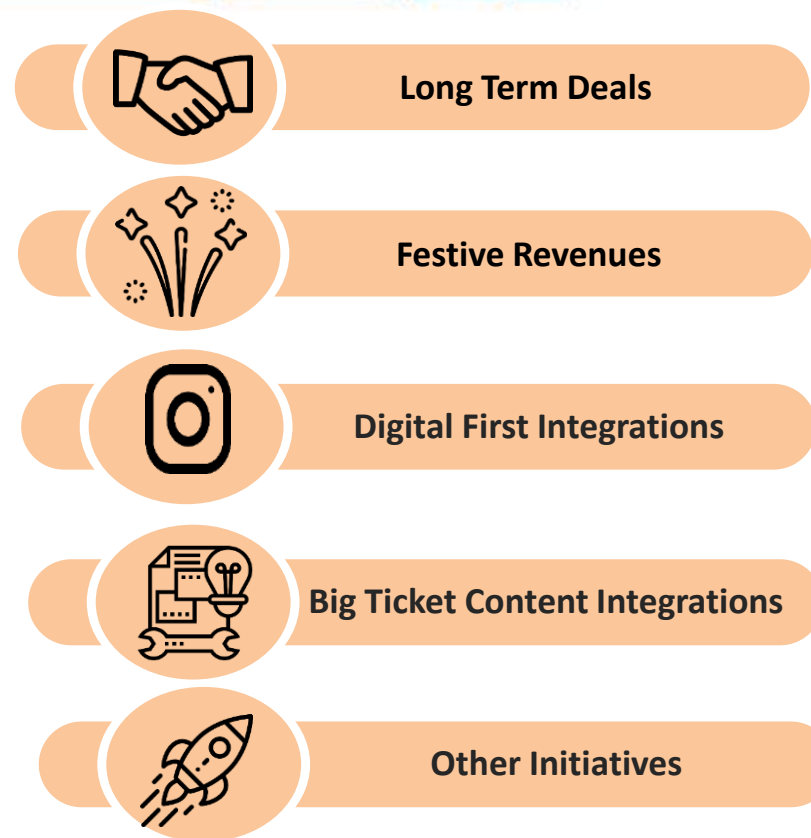 Long Term Deals
Festive Revenues
Digital First Integrations
Big Ticket Content Integrations
Other Initiatives